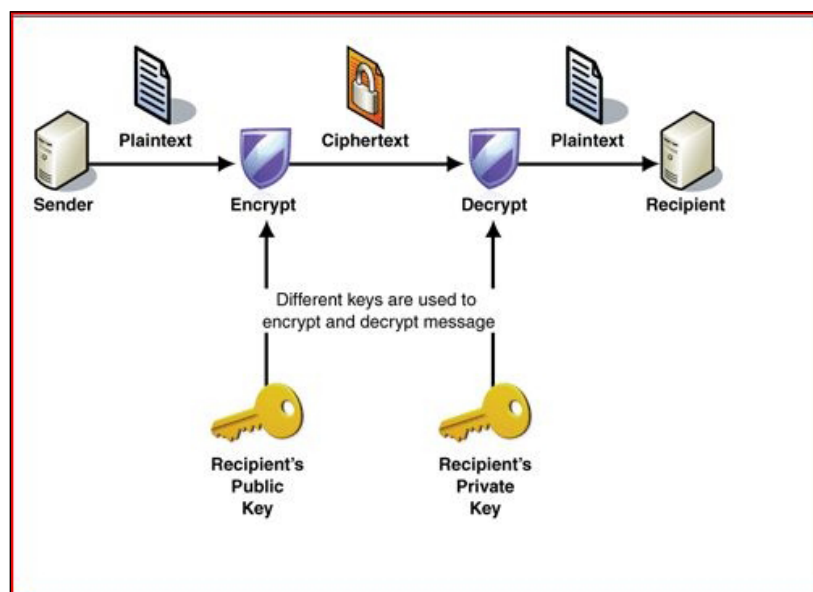 Plaintext
Ciphertext
Plaintext
Sender
Encrypt
Decrypt
Recipient
Different keys are used to
encrypt and decrypt message
Recipient's
Public
Key
Recipient's
Private
Key